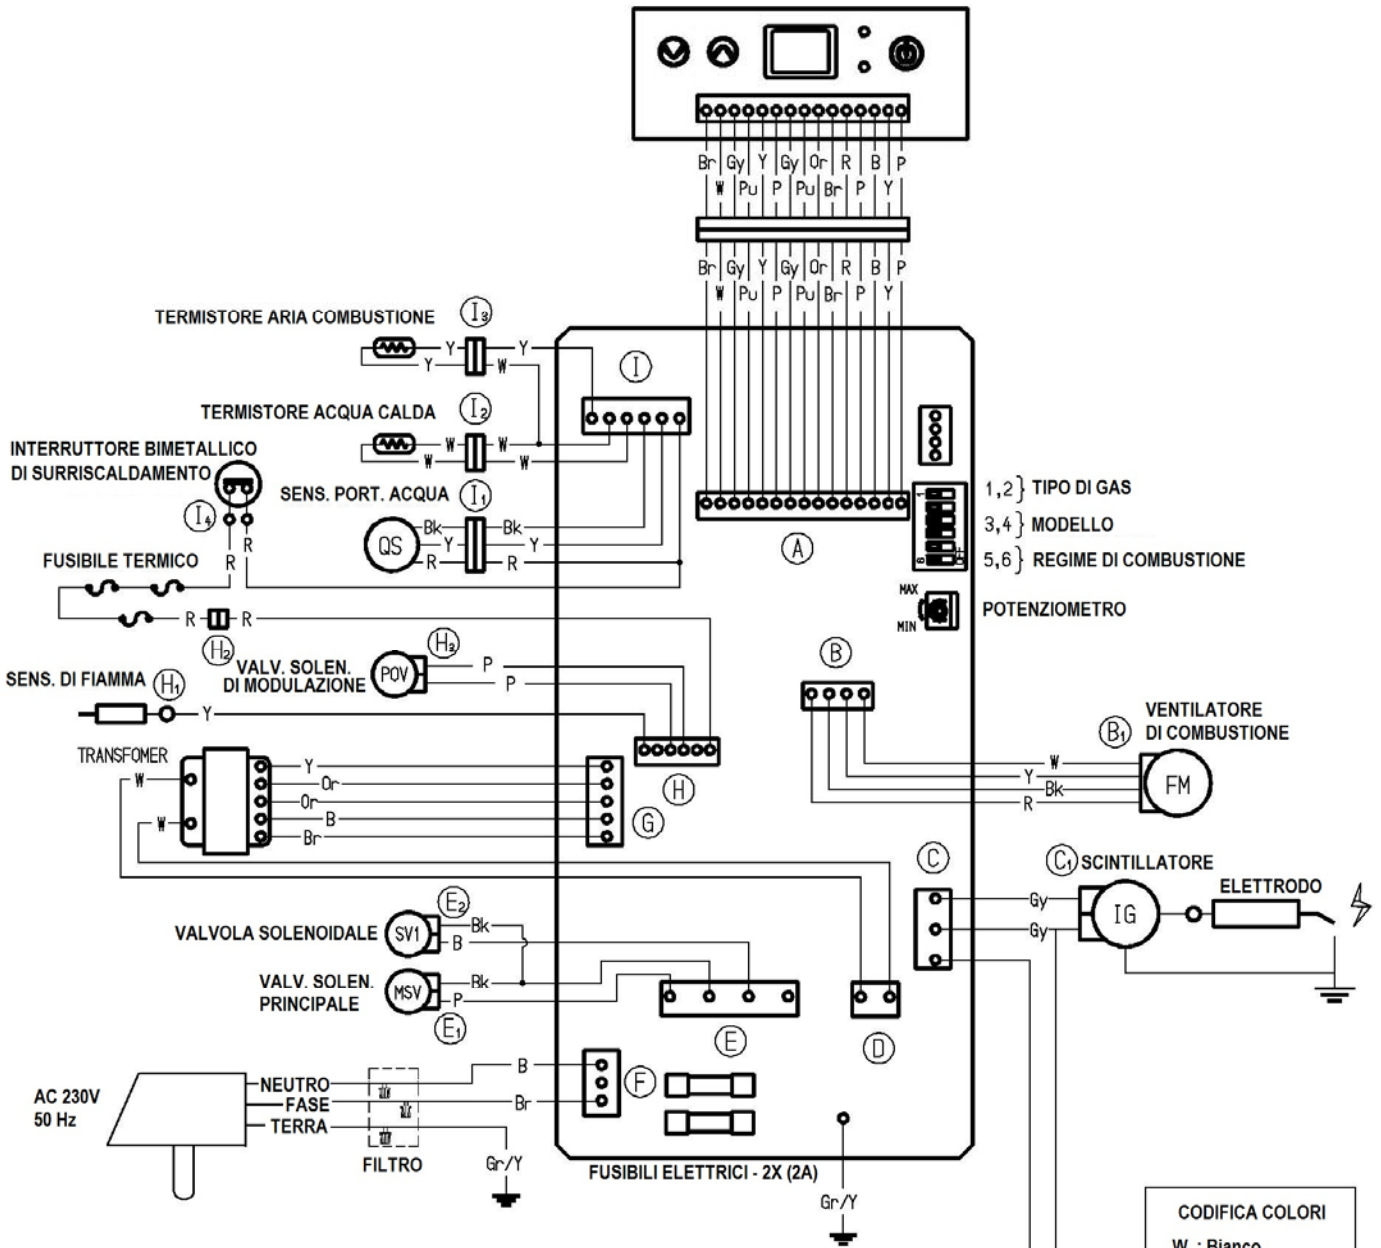 Br Gy Y Gy Or R B P
W Pu P Pu Br P Y
Br Gy Y Gy Or R B P
W Pu P Pu Br P Y
TERMISTORE ARIA COMBUSTIONE I3
Y Y
Y W
I
TERMISTORE ACQUA CALDA I2
W W
W W
INTERRUTTORE BIMETALLICO
DI SURRISCALDAMENTO
I4
R
R
SENS. PORT. ACQUA I1
QS
Bk Bk
Y Y
R R
A
1
6
OFF
1,2} TIPO DI GAS
3,4} MODELLO
5,6} REGIME DI COMBUSTIONE
MAX
MIN
POTENZIOMETRO
FUSIBILE TERMICO
R R
H2
VALV. SOLEN.
DI MODULAZIONE
POV
H3
P
P
B
SENS. DI FIAMMA H1
Y
VENTILATORE
DI COMBUSTIONE
B1
FM
W
Y
Bk
R
TRANSFOMER
W
W
Y
Or
Or
B
Br
H
G
C
C1 SCINTILLATORE
IG
ELETTRODO
Gy
Gy
VALVOLA SOLENOIDALE
SV1
E2
Bk
B
VALV. SOLEN.
PRINCIPALE
MSV
E1
Bk
P
E
D
AC 230V
50 Hz
NEUTRO
FASE
TERRA
FILTRO
B
Br
F
Gr/Y
FUSIBILI ELETTRICI - 2X (2A)
Gr/Y
CODIFICA COLORI
W : Bianco